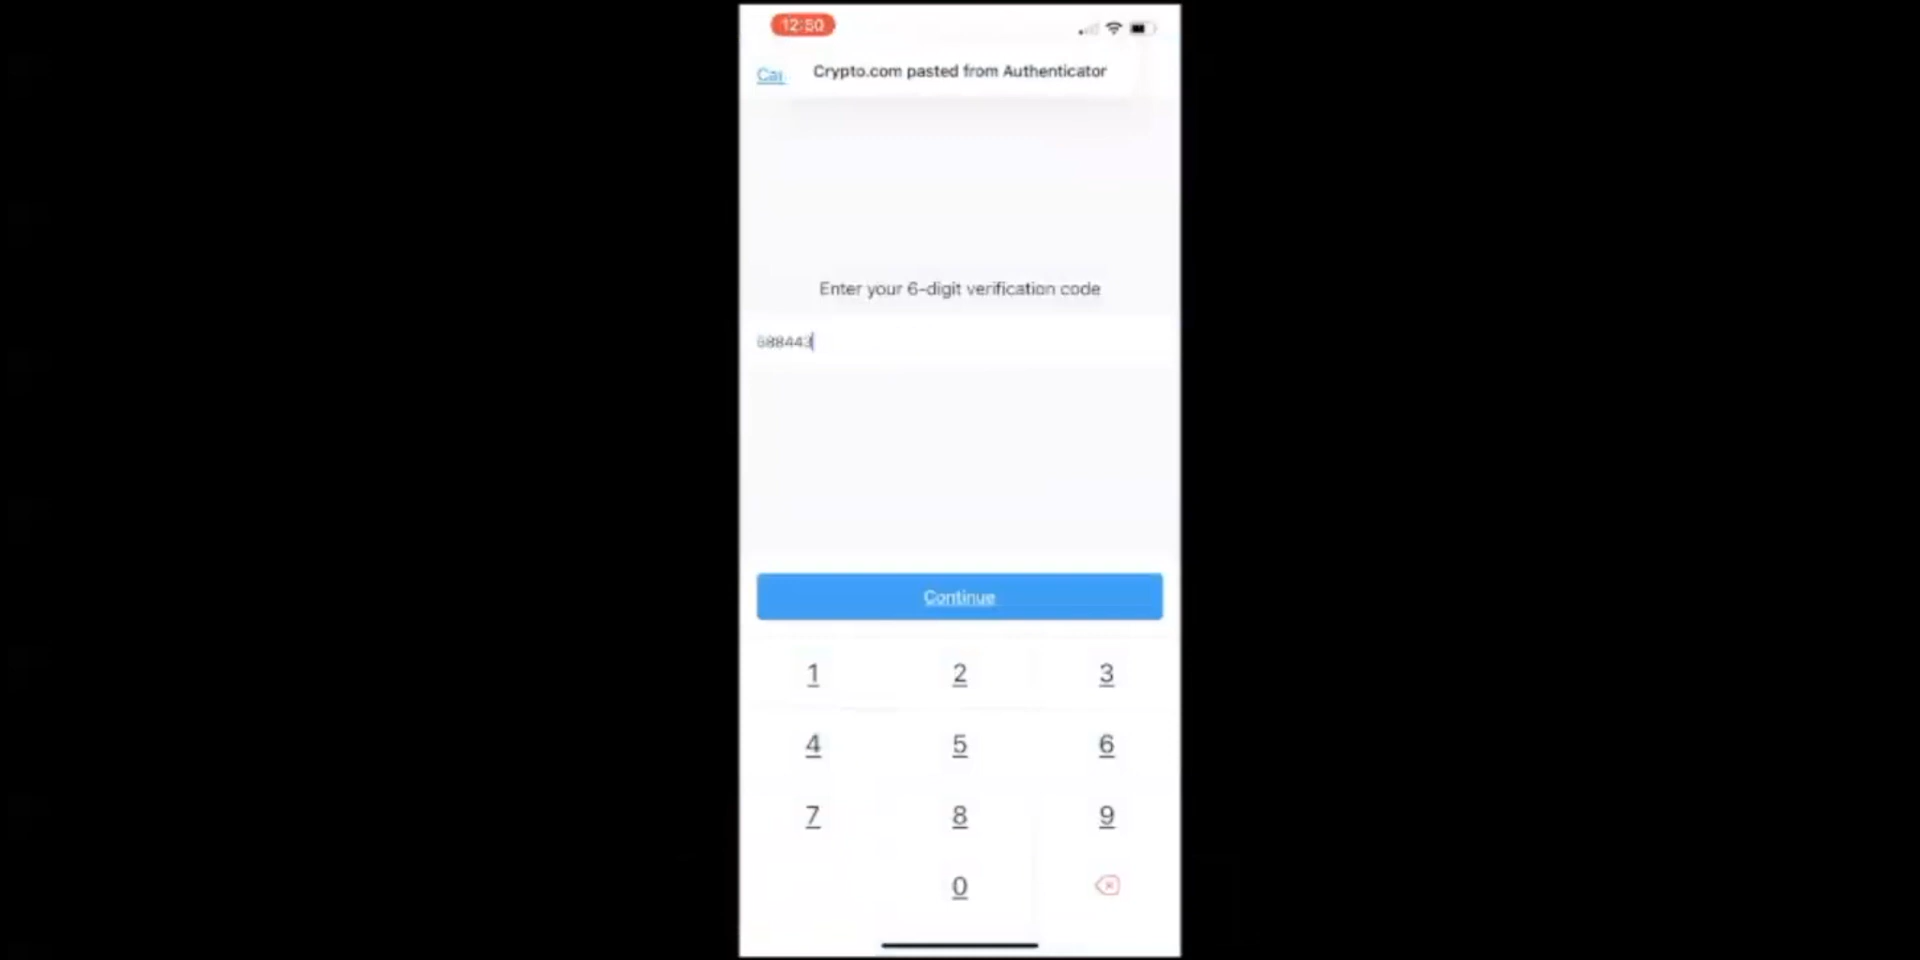 12:50
Crypto.com pasted from Authenticator
Enter your 6-digit verification code
688443
Continue
1 2 3
4 5 6
7 8 9
0